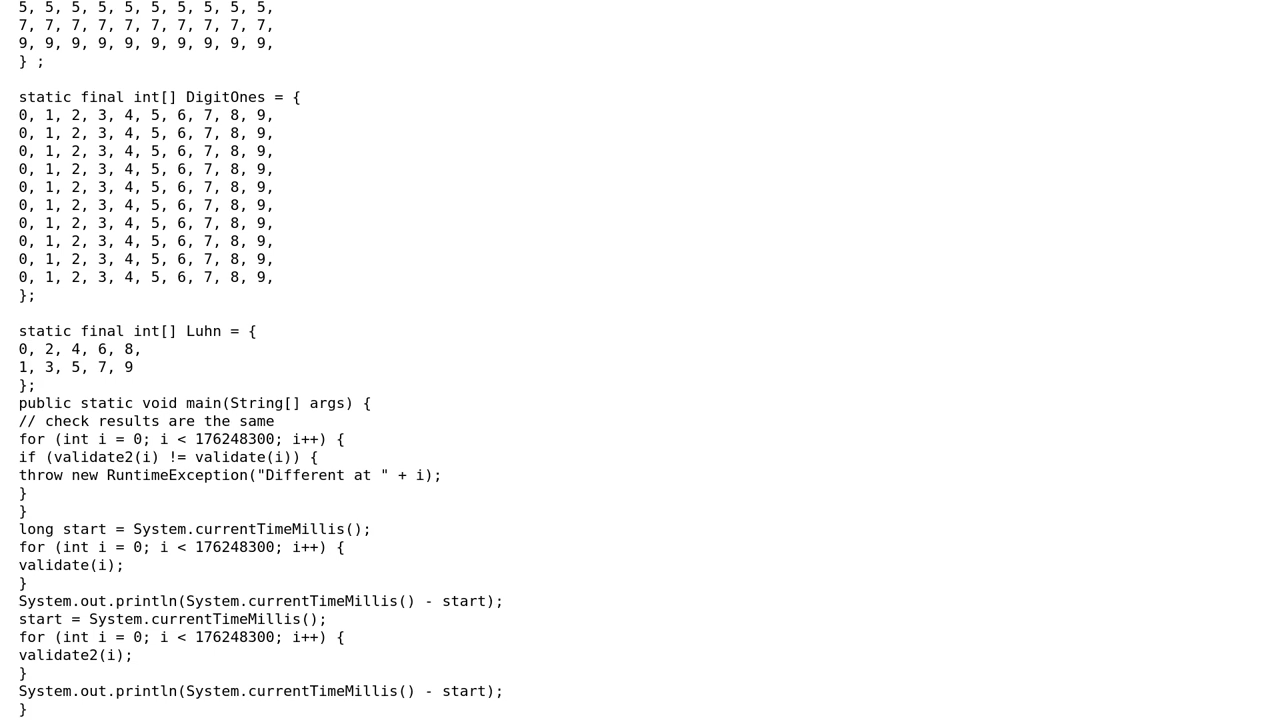 5, 5, 5, 5, 5, 5, 5, 5, 5, 5,
7, 7, 7, 7, 7, 7, 7, 7, 7, 7,
9, 9, 9, 9, 9, 9, 9, 9, 9, 9,
} ;
static final int[] DigitOnes = {
0, 1, 2, 3, 4, 5, 6, 7, 8, 9,
0, 1, 2, 3, 4, 5, 6, 7, 8, 9,
0, 1, 2, 3, 4, 5, 6, 7, 8, 9,
0, 1, 2, 3, 4, 5, 6, 7, 8, 9,
0, 1, 2, 3, 4, 5, 6, 7, 8, 9,
0, 1, 2, 3, 4, 5, 6, 7, 8, 9,
0, 1, 2, 3, 4, 5, 6, 7, 8, 9,
0, 1, 2, 3, 4, 5, 6, 7, 8, 9,
0, 1, 2, 3, 4, 5, 6, 7, 8, 9,
0, 1, 2, 3, 4, 5, 6, 7, 8, 9,
};
static final int[] Luhn = {
0, 2, 4, 6, 8,
1, 3, 5, 7, 9
};
public static void main(String[] args) {
// check results are the same
for (int i = 0; i < 176248300; i++) {
if (validate2(i) != validate(i)) {
throw new RuntimeException("Different at " + i);
}
}
long start = System.currentTimeMillis();
for (int i = 0; i < 176248300; i++) {
validate(i);
}
System.out.println(System.currentTimeMillis() - start);
start = System.currentTimeMillis();
for (int i = 0; i < 176248300; i++) {
validate2(i);
}
System.out.println(System.currentTimeMillis() - start);
}